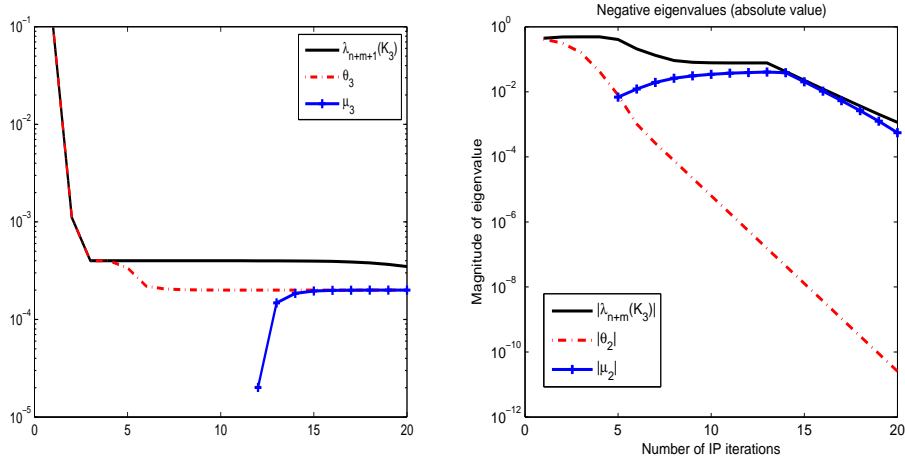 10^-1
10^-2
10^-3
10^-4
10^-5
0
5
10
15
20
λ_{n+m+1}(K_3)
θ_3
μ_3
Negative eigenvalues (absolute value)
Magnitude of eigenvalue
10^0
10^-2
10^-4
10^-6
10^-8
10^-10
10^-12
0
5
10
15
20
Number of IP iterations
|λ_{n+m}(K_3)|
|θ_2|
|μ_2|